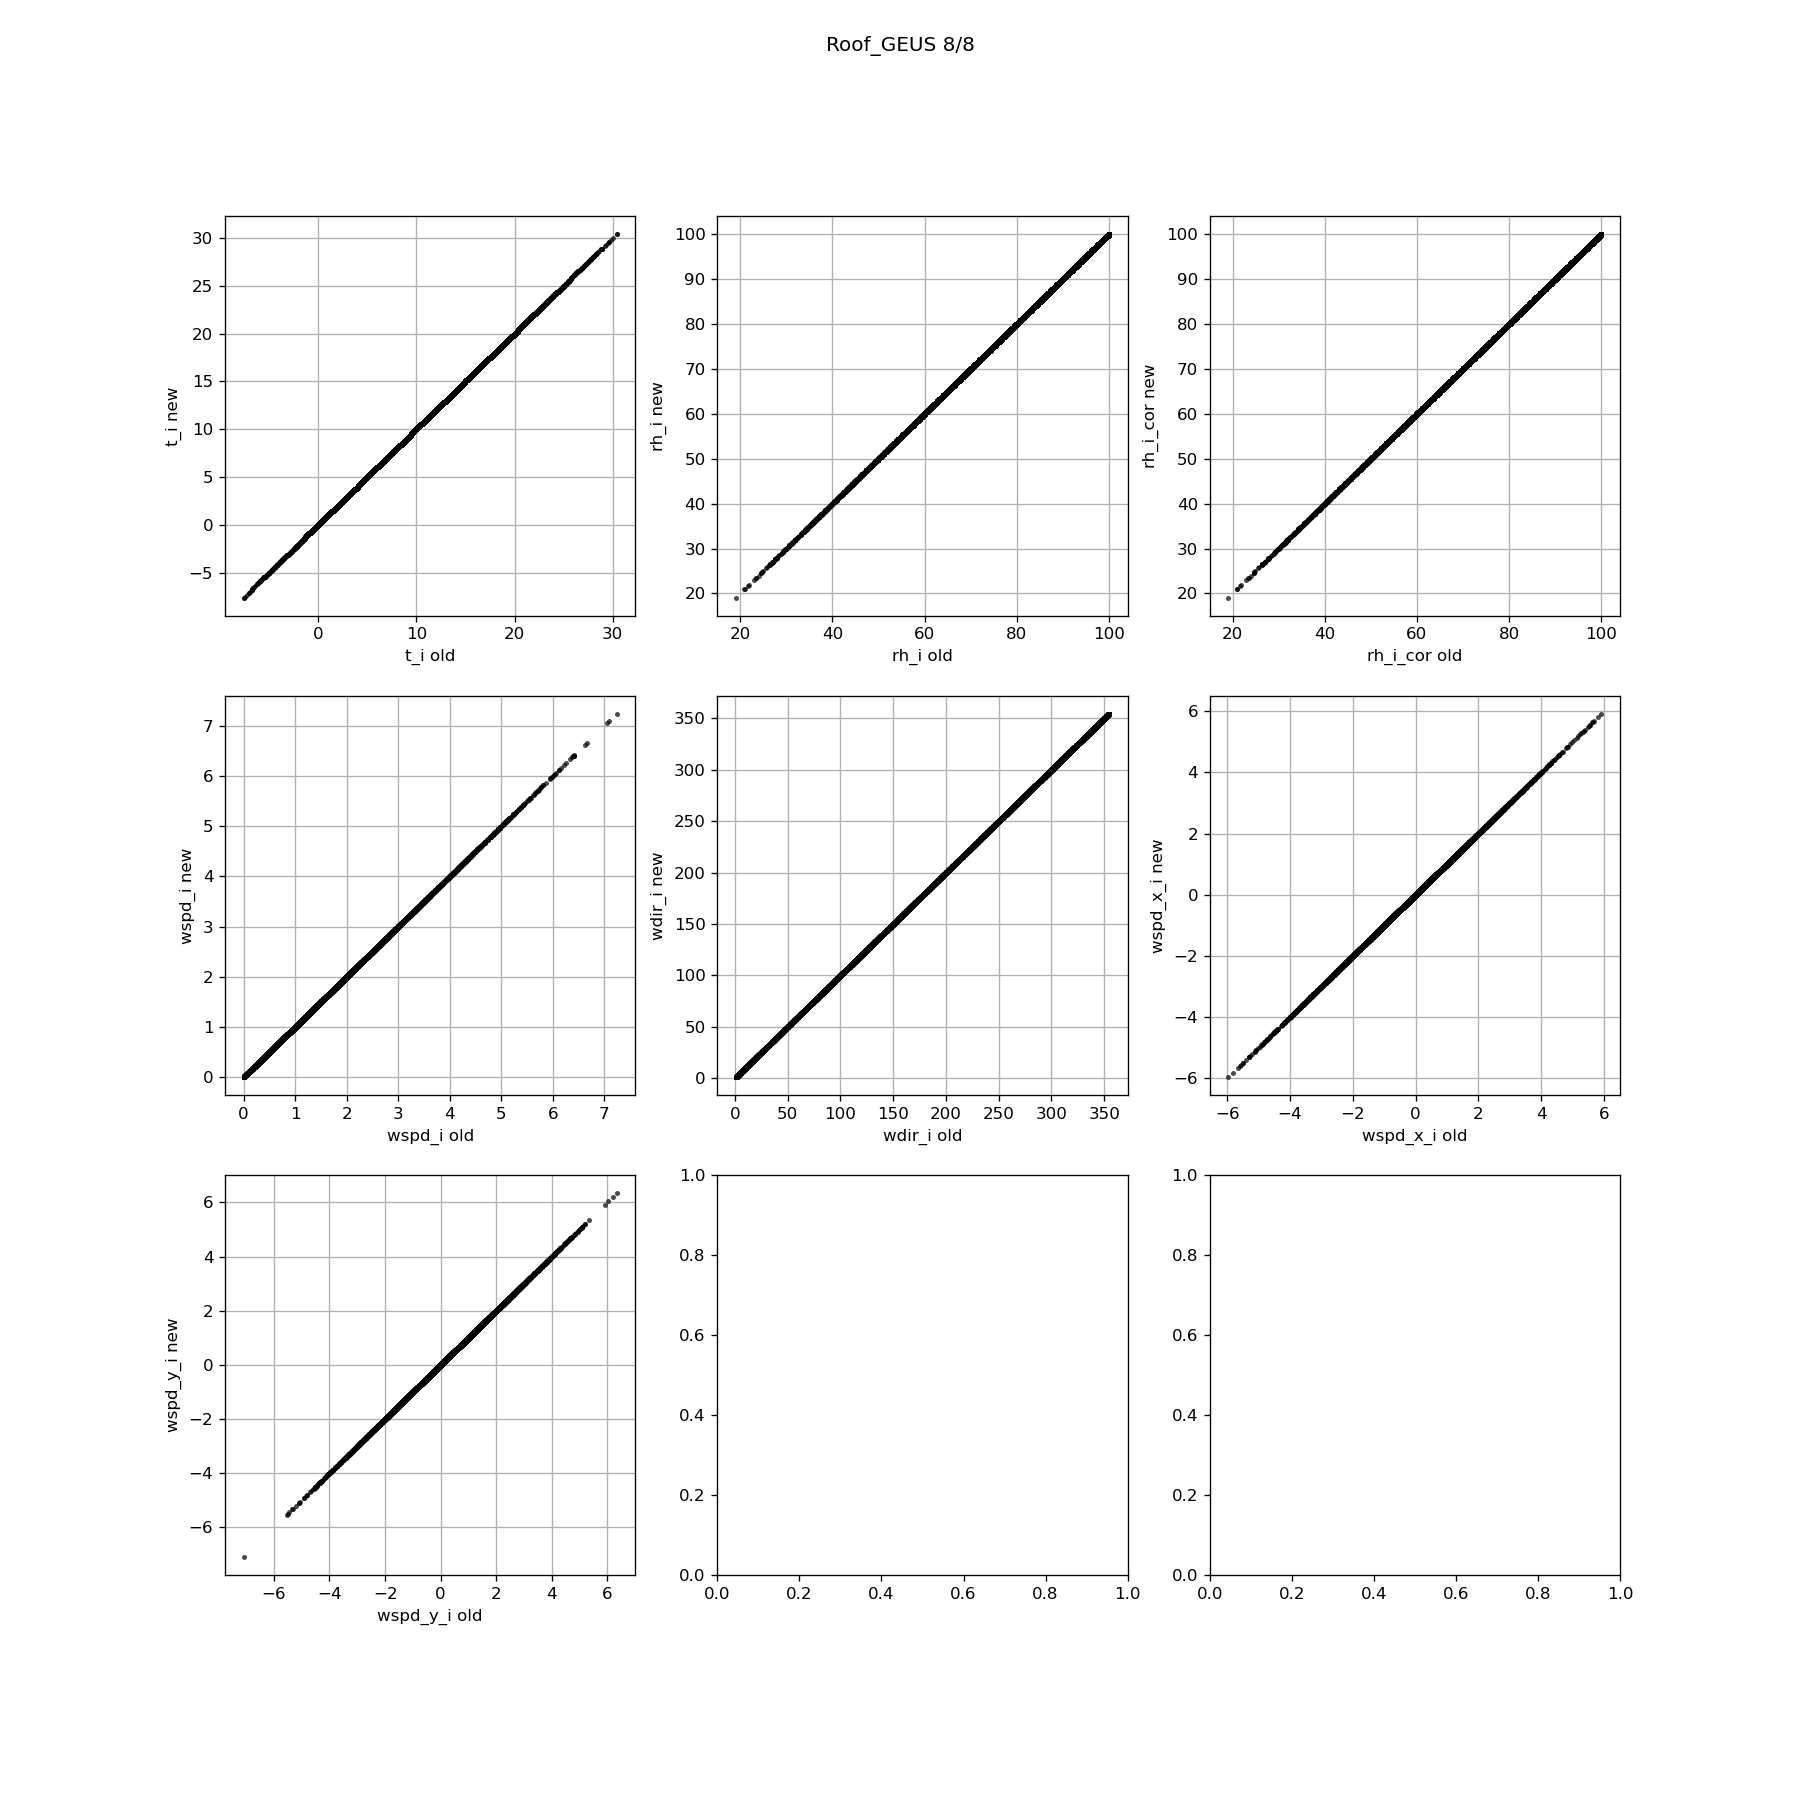 Roof_GEUS 8/8
30
25
20
15
10
5
0
−5
t_i new
0 10 20 30
t_i old
100
90
80
70
60
50
40
30
20
rh_i new
20 40 60 80 100
rh_i old
100
90
80
70
60
50
40
30
20
rh_i_cor new
20 40 60 80 100
rh_i_cor old
7
6
5
4
3
2
1
0
wspd_i new
0 1 2 3 4 5 6 7
wspd_i old
350
300
250
200
150
100
50
0
wdir_i new
0 50 100 150 200 250 300 350
wdir_i old
6
4
2
0
−2
−4
−6
wspd_x_i new
−6 −4 −2 0 2 4 6
wspd_x_i old
6
4
2
0
−2
−4
−6
wspd_y_i new
−6 −4 −2 0 2 4 6
wspd_y_i old
1.0
0.8
0.6
0.4
0.2
0.0
0.0 0.2 0.4 0.6 0.8 1.0
1.0
0.8
0.6
0.4
0.2
0.0
0.0 0.2 0.4 0.6 0.8 1.0